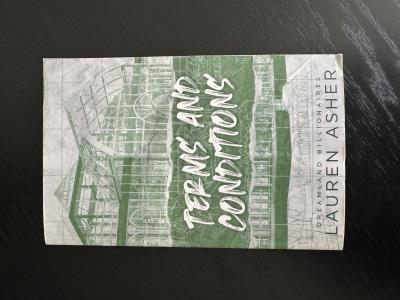 TERMS AND
CONDITIONS
DREAMLAND BILLIONAIRES
LAUREN ASHER